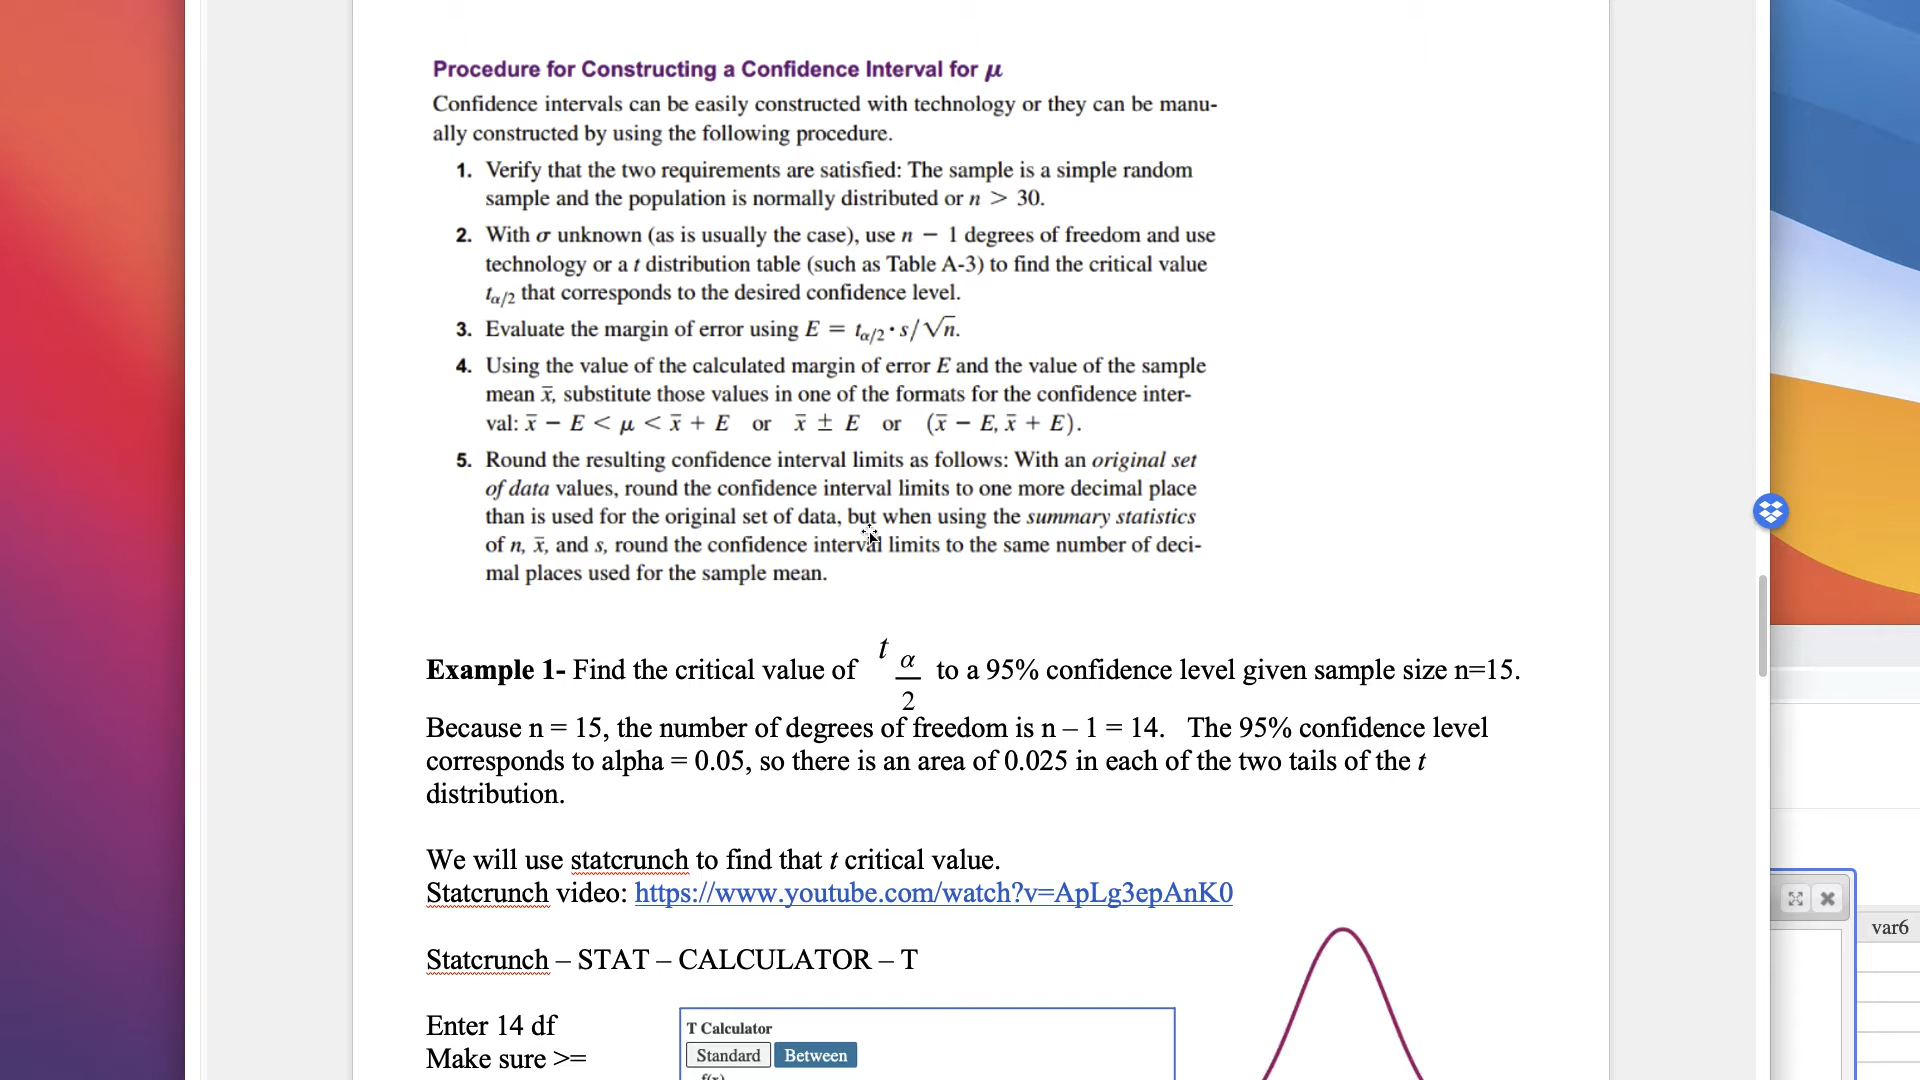 Procedure for Constructing a Confidence Interval for μ
Confidence intervals can be easily constructed with technology or they can be manu-
ally constructed by using the following procedure.
1. Verify that the two requirements are satisfied: The sample is a simple random
sample and the population is normally distributed or n > 30.
2. With σ unknown (as is usually the case), use n − 1 degrees of freedom and use
technology or a t distribution table (such as Table A-3) to find the critical value
tα/2 that corresponds to the desired confidence level.
3. Evaluate the margin of error using E = tα/2 • s/√n.
4. Using the value of the calculated margin of error E and the value of the sample
mean x̄, substitute those values in one of the formats for the confidence inter-
val: x̄ − E < μ < x̄ + E or x̄ ± E or (x̄ − E, x̄ + E).
5. Round the resulting confidence interval limits as follows: With an original set
of data values, round the confidence interval limits to one more decimal place
than is used for the original set of data, but when using the summary statistics
of n, x̄, and s, round the confidence interval limits to the same number of deci-
mal places used for the sample mean.
Example 1- Find the critical value of t α/2 to a 95% confidence level given sample size n=15.
Because n = 15, the number of degrees of freedom is n – 1 = 14. The 95% confidence level
corresponds to alpha = 0.05, so there is an area of 0.025 in each of the two tails of the t
distribution.
We will use statcrunch to find that t critical value.
Statcrunch video: https://www.youtube.com/watch?v=ApLg3epAnK0
Statcrunch – STAT – CALCULATOR – T
Enter 14 df
Make sure >=
T Calculator
Standard Between
f(x)
var6